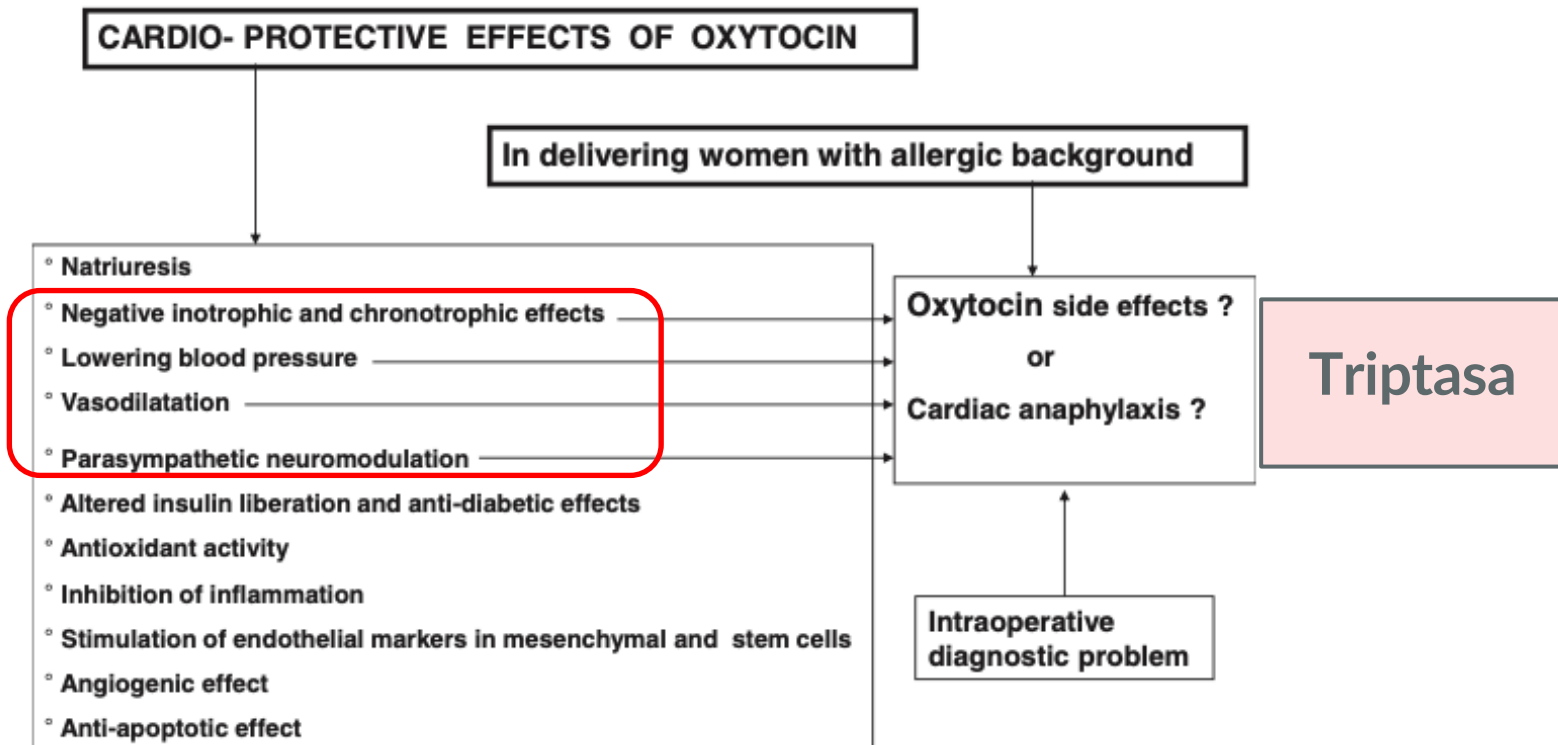 CARDIO- PROTECTIVE EFFECTS OF OXYTOCIN
In delivering women with allergic background
° Natriuresis
° Negative inotrophic and chronotrophic effects
° Lowering blood pressure
° Vasodilatation
° Parasympathetic neuromodulation
° Altered insulin liberation and anti-diabetic effects
° Antioxidant activity
° Inhibition of inflammation
° Stimulation of endothelial markers in mesenchymal and stem cells
° Angiogenic effect
° Anti-apoptotic effect
Oxytocin side effects ?
or
Cardiac anaphylaxis ?
Triptasa
Intraoperative
diagnostic problem